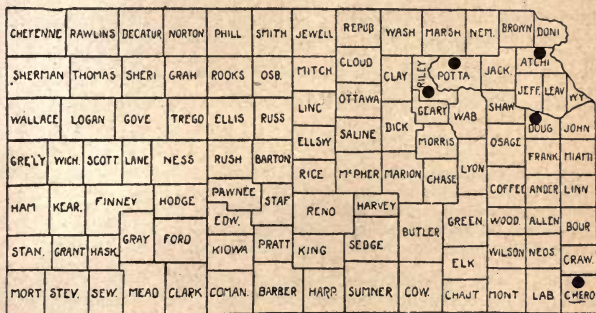 CHEYENNE RAWLINS DECATUR NORTON PHILL SMITH JEWELL REPUB WASH MARSH NEM. BROWN DONI
SHERMAN THOMAS SHERI GRAH ROOKS OSB. MITCH CLOUD CLAY RILEY POTTA JACK. ATCHI
JEFF. LEAV WY
WALLACE LOGAN GOVE TREGO ELLIS RUSS LINC OTTAWA DICK GEARY WAB SHAW DOUG JOHN
ELLSW SALINE MORRIS OSAGE FRANK. MIAMI
GRE'LY WICH. SCOTT LANE NESS RUSH BARTON RICE McPHER MARION CHASE LYON COFFEE ANDER LINN
HAM KEAR. FINNEY HODGE PAWNEE STAF RENO HARVEY BUTLER GREEN WOOD. ALLEN BOUR
EDW.
STAN. GRANT HASK. GRAY FORD KIOWA PRATT KING SEDGE ELK WILSON NEOS. CRAW.
MORT STEV. SEW. MEAD CLARK COMAN. BARBER HARP. SUMNER COW. CHAUT MONT LAB CHERO